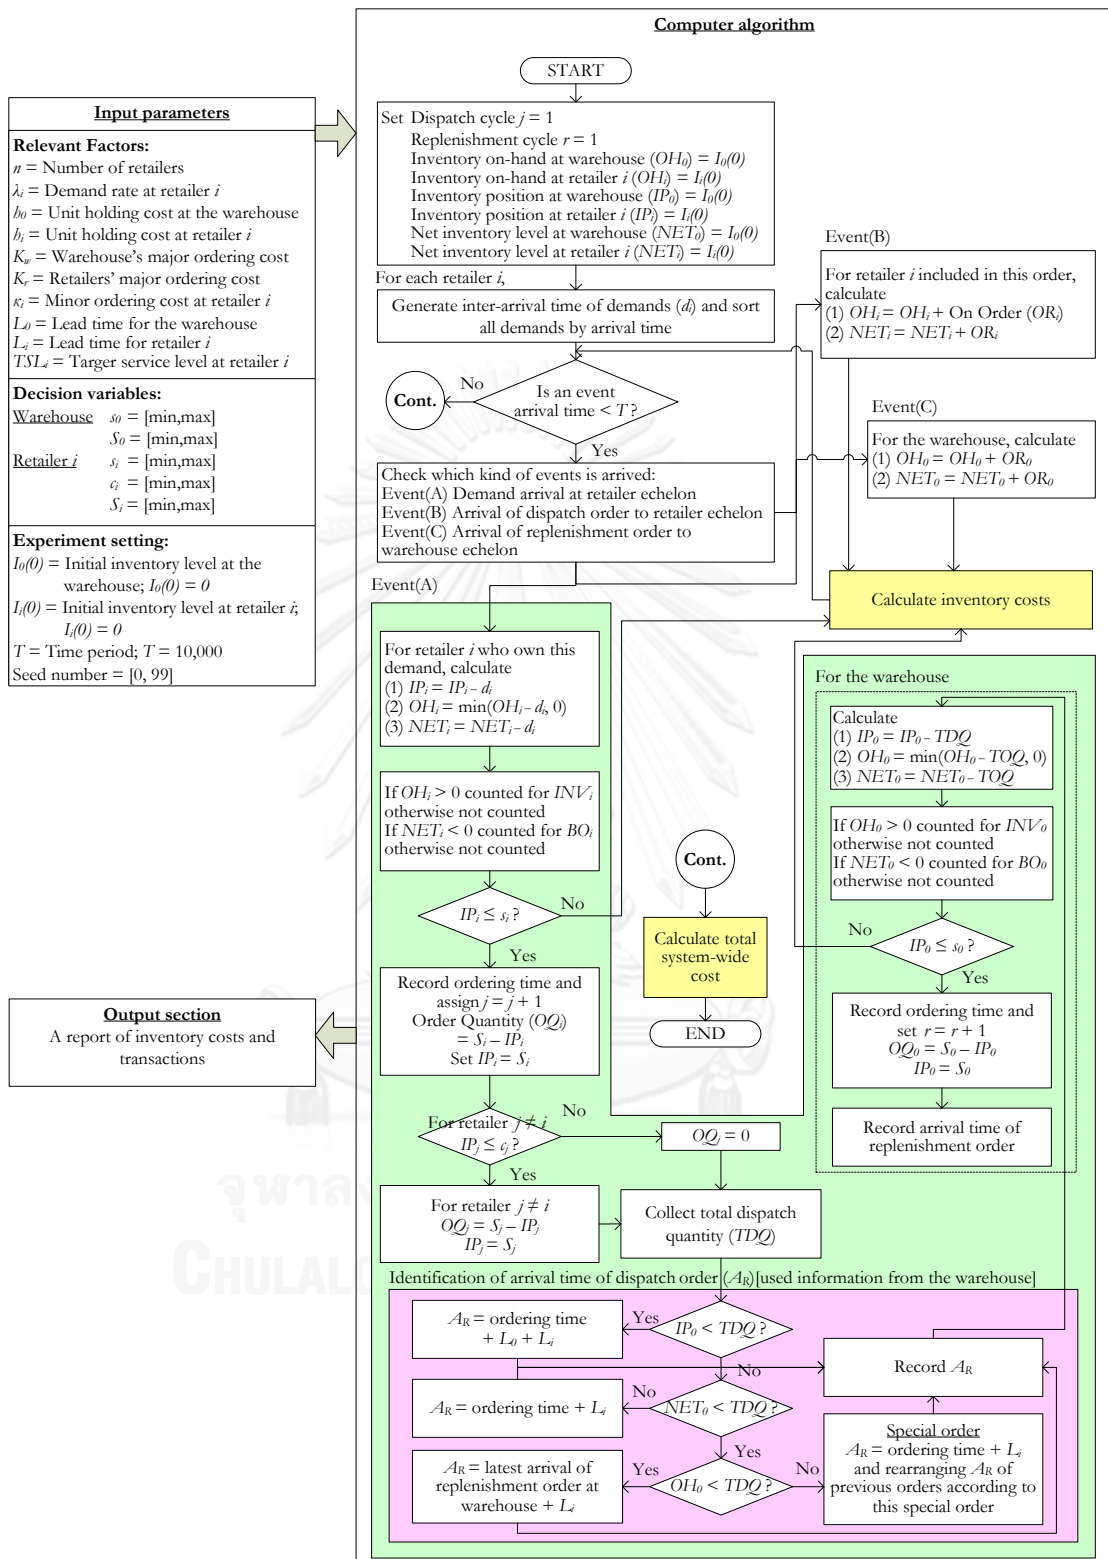 Computer algorithm
START
Input parameters
Relevant Factors:
n = Number of retailers
λi = Demand rate at retailer i
h0 = Unit holding cost at the warehouse
hi = Unit holding cost at retailer i
Kw = Warehouse's major ordering cost
Kr = Retailers' major ordering cost
κi = Minor ordering cost at retailer i
L0 = Lead time for the warehouse
Li = Lead time for retailer i
TSLi = Targer service level at retailer i
Decision variables:
Warehouse s0 = [min,max]
S0 = [min,max]
Retailer i si = [min,max]
ci = [min,max]
Si = [min,max]
Experiment setting:
I0(0) = Initial inventory level at the
warehouse; I0(0) = 0
Ii(0) = Initial inventory level at retailer i;
Ii(0) = 0
T = Time period; T = 10,000
Seed number = [0, 99]
Set Dispatch cycle j = 1
Replenishment cycle r = 1
Inventory on-hand at warehouse (OH0) = I0(0)
Inventory on-hand at retailer i (OHi) = Ii(0)
Inventory position at warehouse (IP0) = I0(0)
Inventory position at retailer i (IPi) = Ii(0)
Net inventory level at warehouse (NET0) = I0(0)
Net inventory level at retailer i (NETi) = Ii(0)
For each retailer i,
Generate inter-arrival time of demands (di) and sort
all demands by arrival time
Cont.
No
Is an event
arrival time < T ?
Yes
Check which kind of events is arrived:
Event(A) Demand arrival at retailer echelon
Event(B) Arrival of dispatch order to retailer echelon
Event(C) Arrival of replenishment order to
warehouse echelon
Event(B)
For retailer i included in this order,
calculate
(1) OHi = OHi + On Order (ORi)
(2) NETi = NETi + ORi
Event(C)
For the warehouse, calculate
(1) OH0 = OH0 + OR0
(2) NET0 = NET0 + OR0
Calculate inventory costs
Event(A)
For retailer i who own this
demand, calculate
(1) IPi = IPi – di
(2) OHi = min(OHi – di, 0)
(3) NETi = NETi – di
If OHi > 0 counted for INVi
otherwise not counted
If NETi < 0 counted for BOi
otherwise not counted
IPi ≤ si ?
No
Yes
Record ordering time and
assign j = j + 1
Order Quantity (OQi)
= Si – IPi
Set IPi = Si
For retailer j ≠ i
IPj ≤ cj ?
No
OQj = 0
Yes
For retailer j ≠ i
OQj = Sj – IPj
IPj = Sj
Collect total dispatch
quantity (TDQ)
Cont.
Calculate total
system-wide
cost
END
For the warehouse
Calculate
(1) IP0 = IP0 – TDQ
(2) OH0 = min(OH0 – TOQ, 0)
(3) NET0 = NET0 – TOQ
If OH0 > 0 counted for INV0
otherwise not counted
If NET0 < 0 counted for BO0
otherwise not counted
No
IP0 ≤ s0 ?
Yes
Record ordering time and
set r = r + 1
OQ0 = S0 – IP0
IP0 = S0
Record arrival time of
replenishment order
Identification of arrival time of dispatch order (AR)[used information from the warehouse]
AR = ordering time
+ L0 + Li
Yes
IP0 < TDQ ?
No
Record AR
AR = ordering time + Li
No
NET0 < TDQ ?
Yes
AR = latest arrival of
replenishment order at
warehouse + Li
Yes
OH0 < TDQ ?
No
Special order
AR = ordering time + Li
and rearranging AR of
previous orders according to
this special order
Output section
A report of inventory costs and
transactions